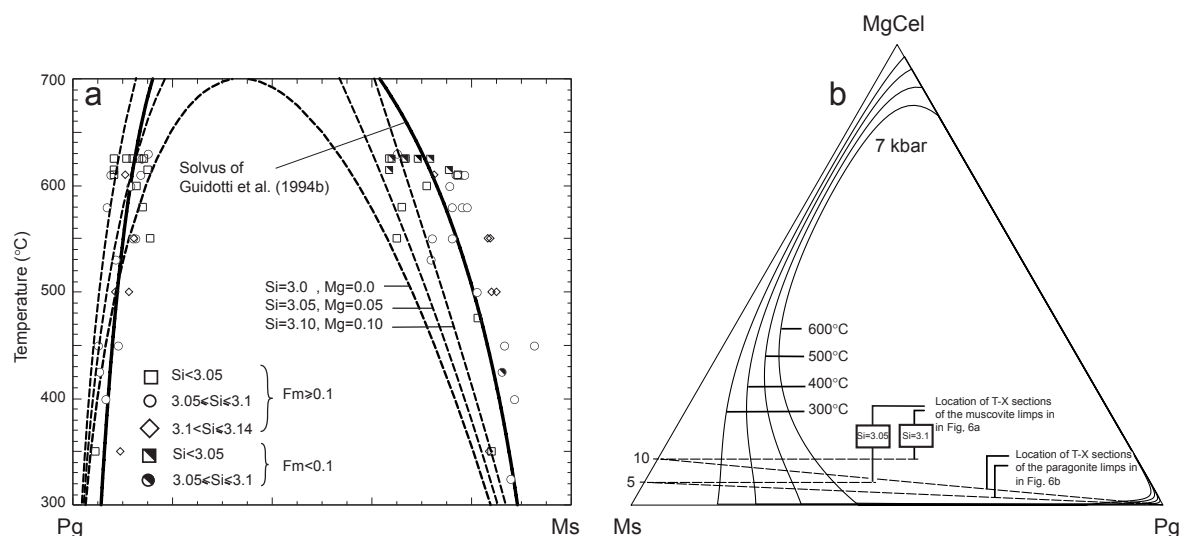 a
700
600
500
400
300
Temperature (°C)
Solvus of
Guidotti et al. (1994b)
Si=3.0 , Mg=0.0
Si=3.05, Mg=0.05
Si=3.10, Mg=0.10
Si<3.05
3.05⩽Si⩽3.1
3.1<Si⩽3.14
Fm⩾0.1
Si<3.05
3.05⩽Si⩽3.1
Fm<0.1
Pg
Ms
MgCel
b
7 kbar
600°C
500°C
400°C
300°C
Location of T-X sections
of the muscovite limps in
in Fig, 6a
Si=3.05
Si=3.1
Location of T-X sections
of the paragonite limps in
in Fig. 6b
10
5
Ms
Pg